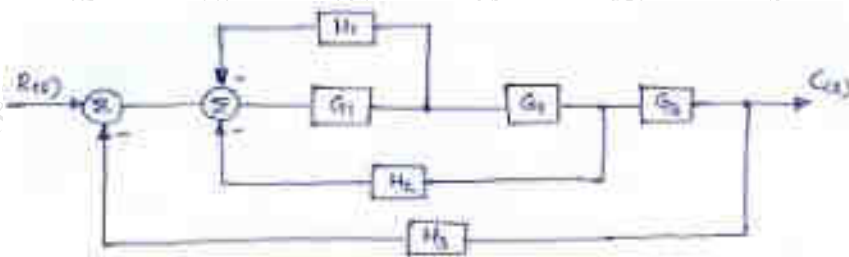 H₁
R(s)
C(s)
Σ
Σ
G₁
G₂
G₃
H₂
H₃